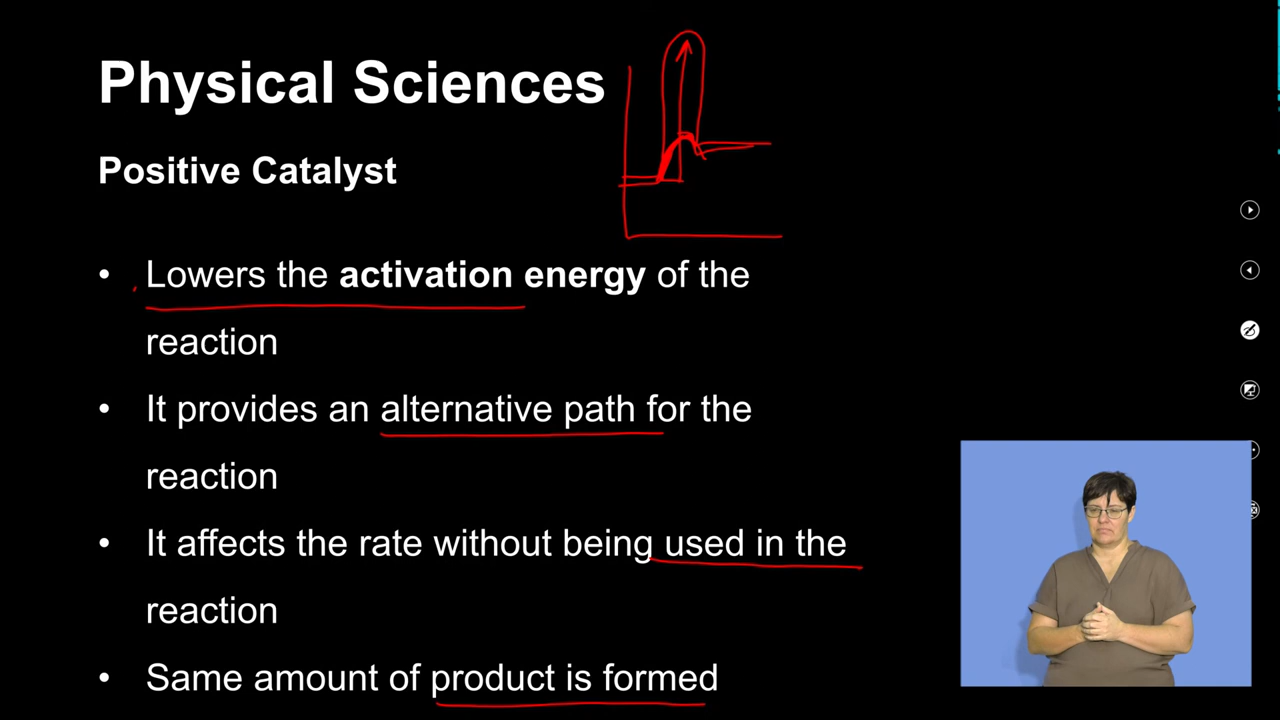 Physical Sciences
Positive Catalyst
• Lowers the activation energy of the
reaction
• It provides an alternative path for the
reaction
• It affects the rate without being used in the
reaction
• Same amount of product is formed